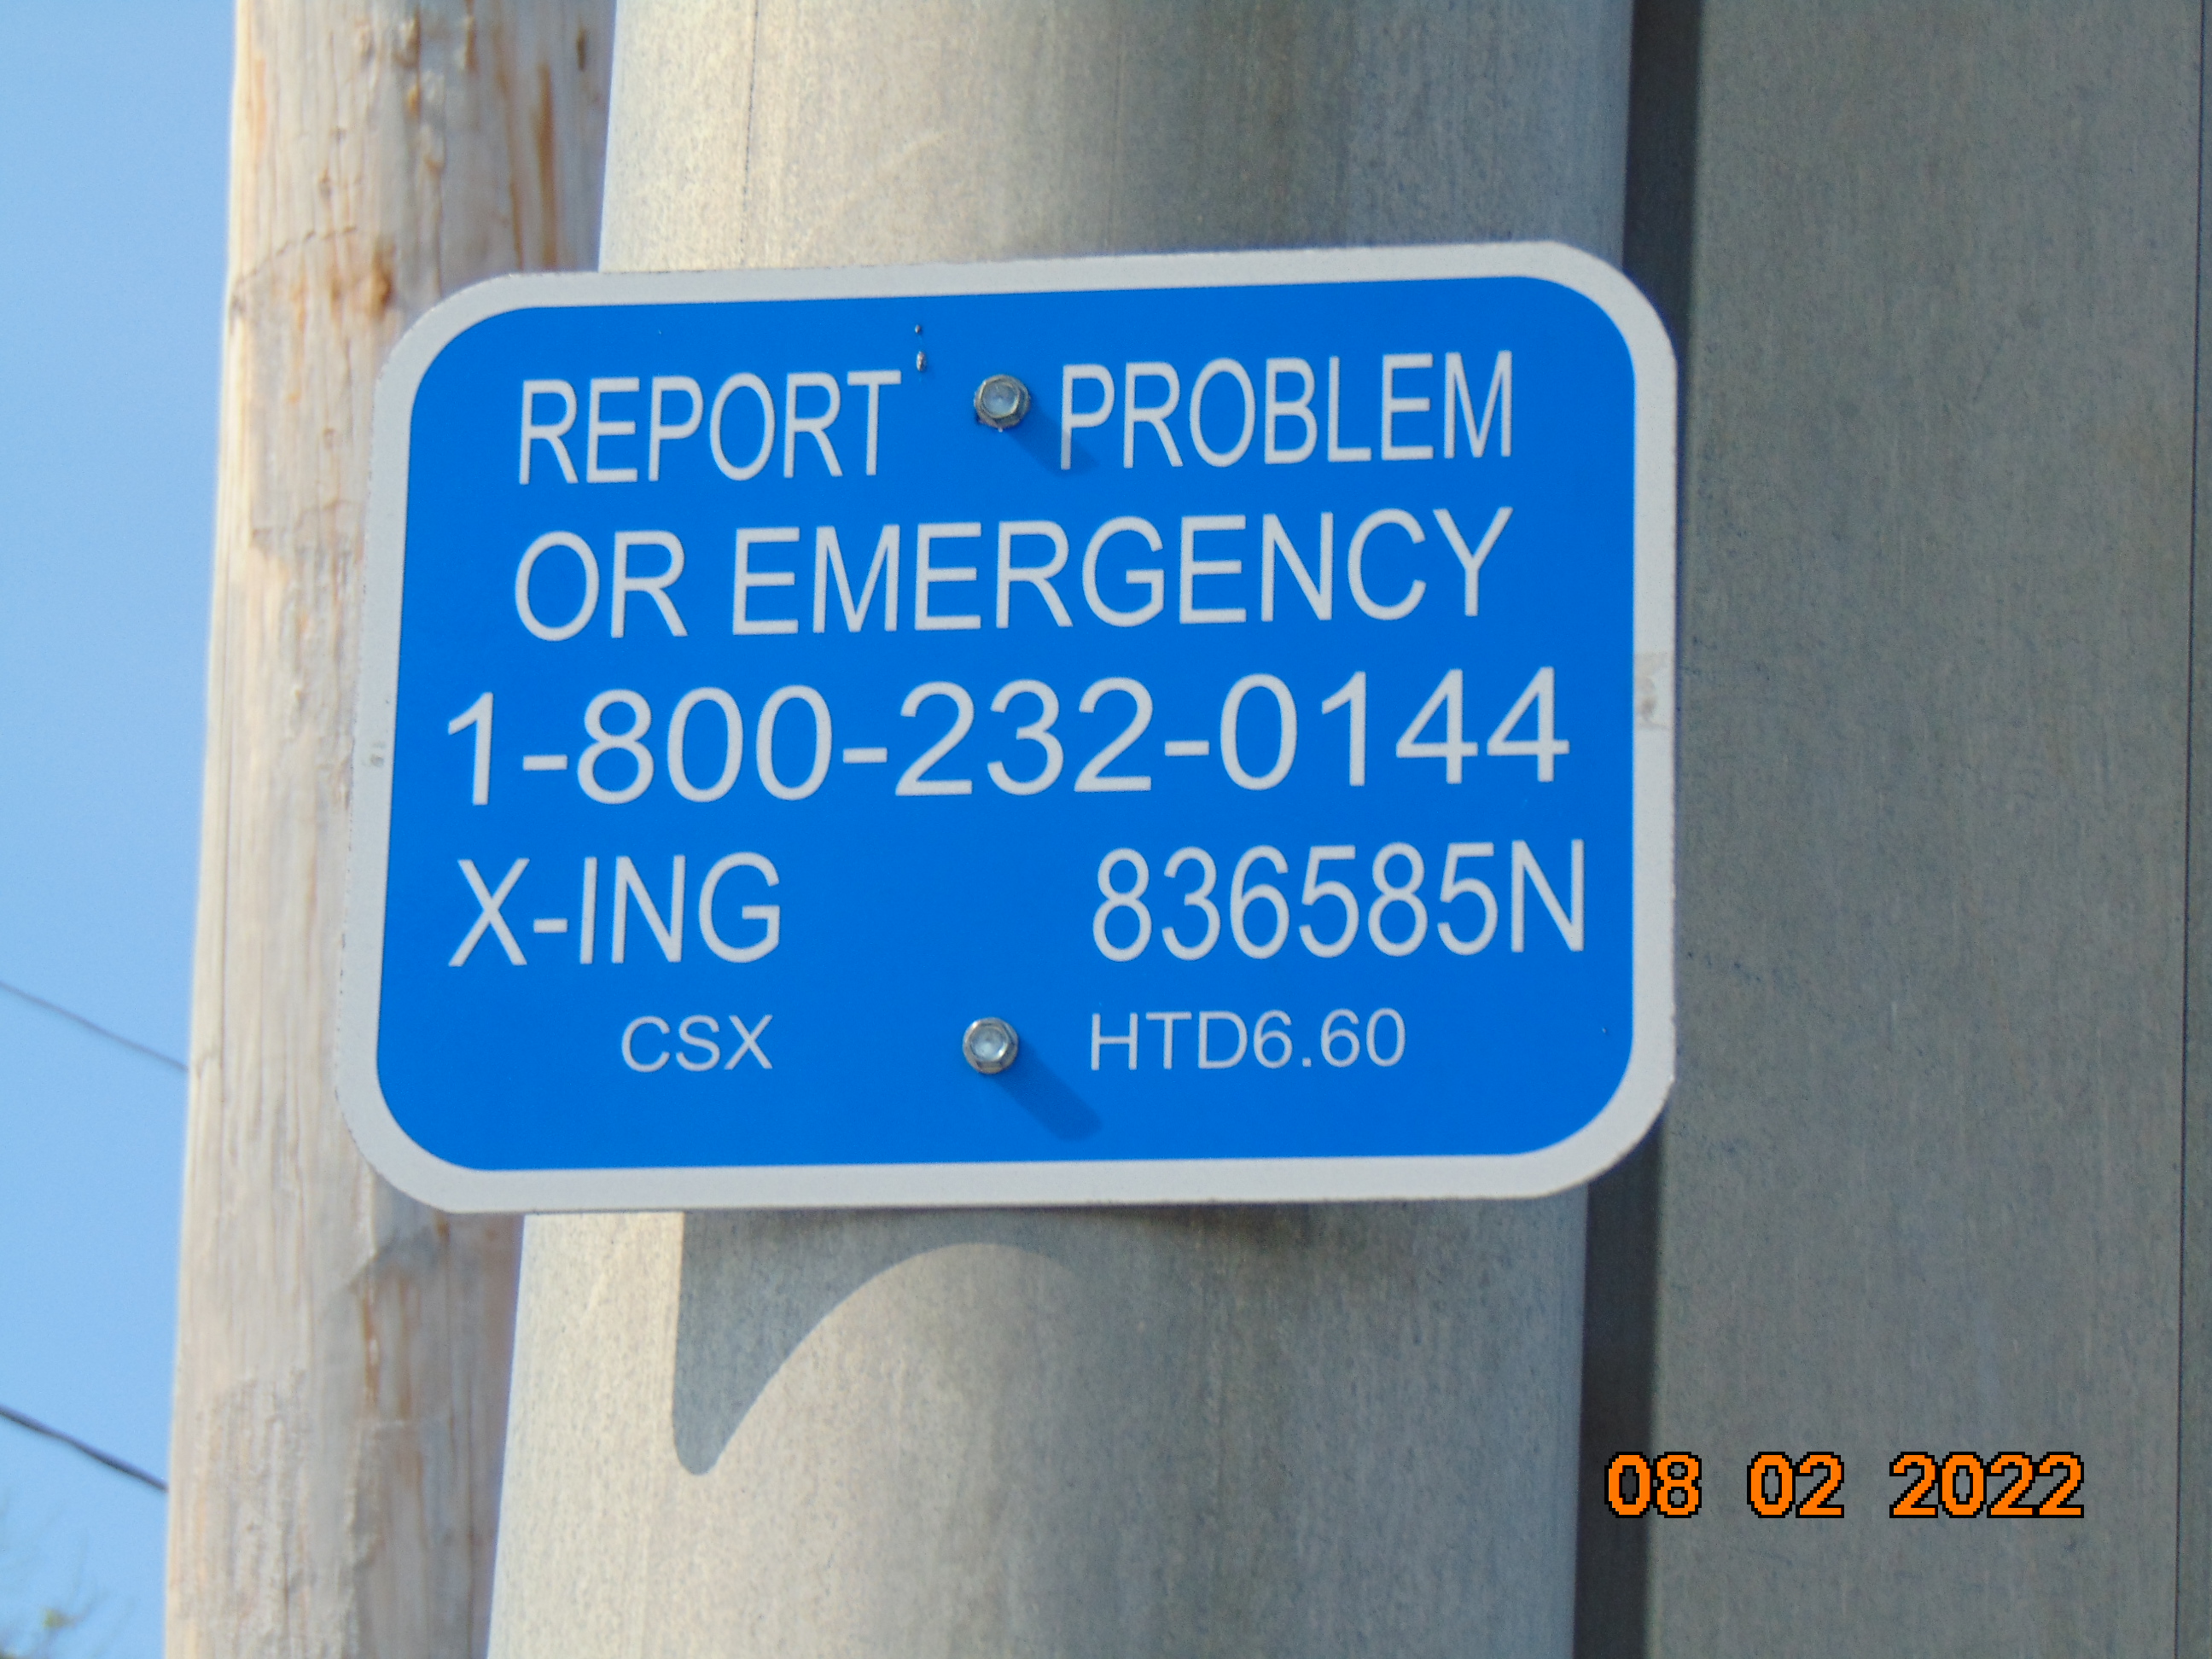 REPORT PROBLEM
OR EMERGENCY
1-800-232-0144
X-ING 836585N
CSX HTD6.60
08 02 2022